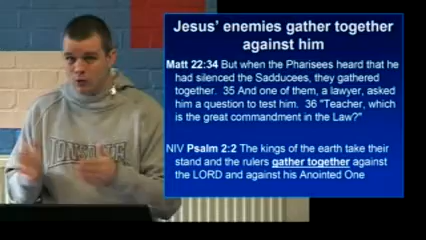 Jesus' enemies gather together
against him
Matt 22:34 But when the Pharisees heard that he
had silenced the Sadducees, they gathered
together. 35 And one of them, a lawyer, asked
him a question to test him. 36 "Teacher, which
is the great commandment in the Law?"
NIV Psalm 2:2 The kings of the earth take their
stand and the rulers gather together against
the LORD and against his Anointed One
LONSDALE